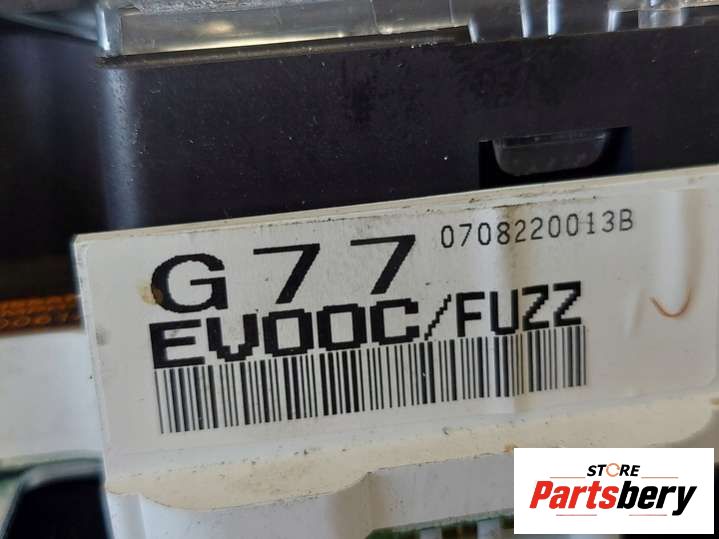 G77 0708220013B
EV00C/FUZZ
STORE
Partsbery